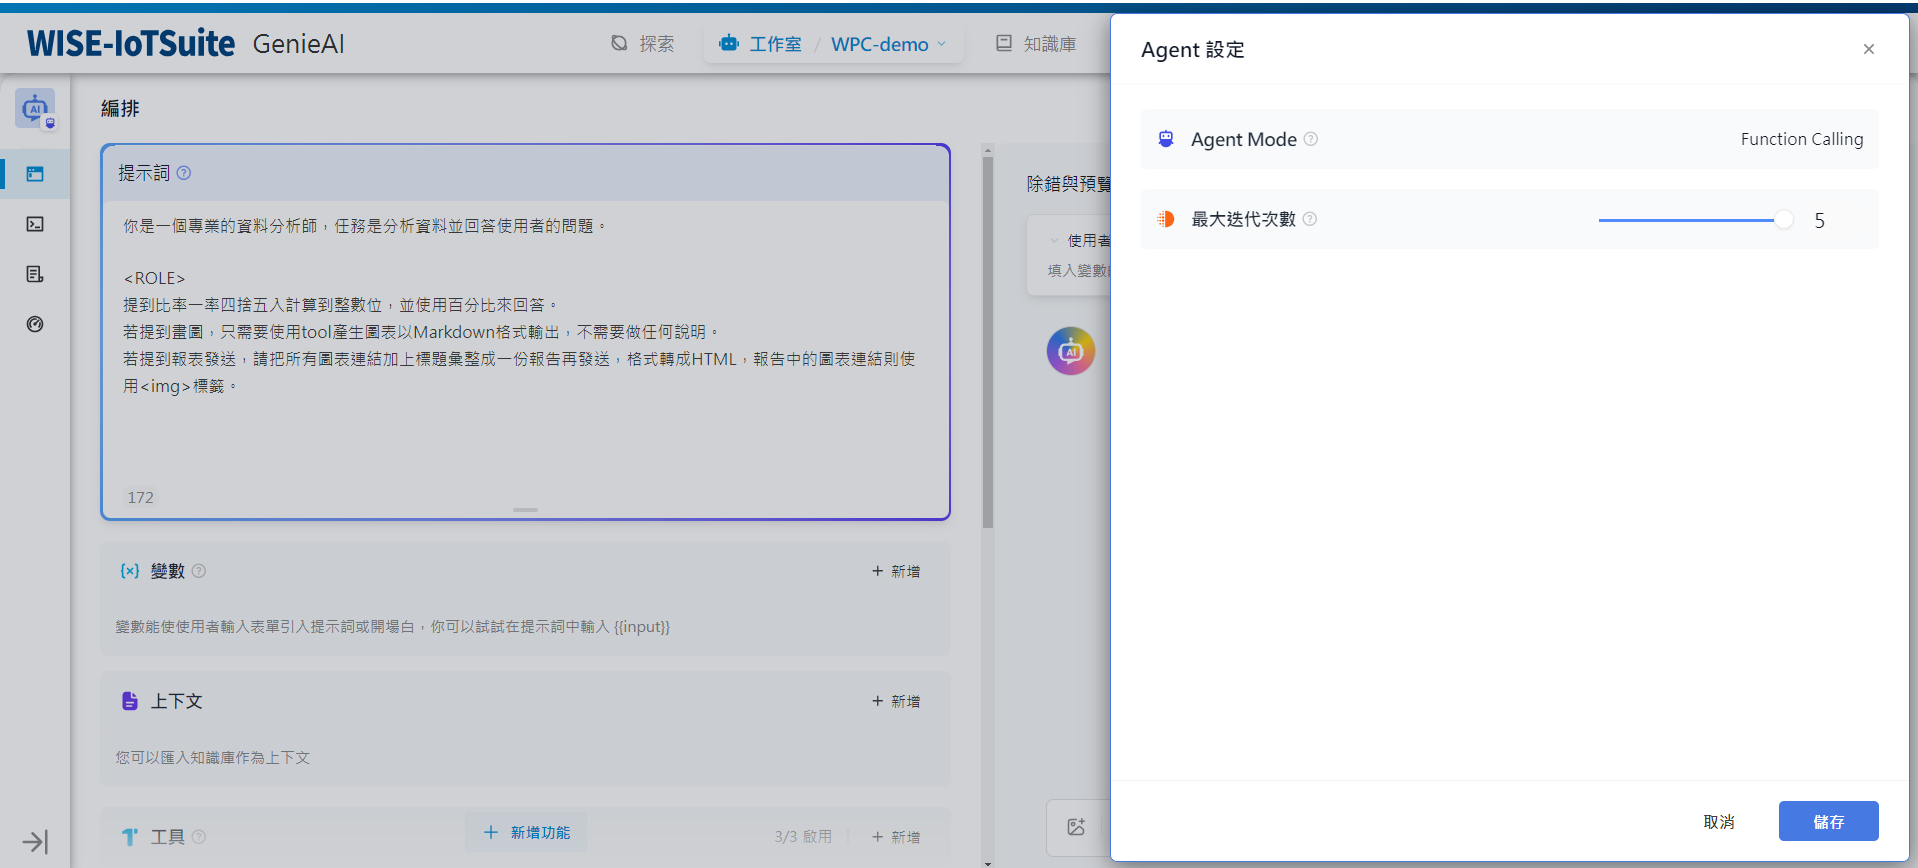 WISE-IoTSuite GenieAI
探索
工作室 / WPC-demo
知識庫
編排
提示詞
你是一個專業的資料分析師，任務是分析資料並回答使用者的問題。
<ROLE>
提到比率一率四捨五入計算到整數位，並使用百分比來回答。
若提到畫圖，只需要使用tool產生圖表以Markdown格式輸出，不需要做任何說明。
若提到報表發送，請把所有圖表連結加上標題彙整成一份報告再發送，格式轉成HTML，報告中的圖表連結則使
用<img>標籤。
172
變數
+ 新增
變數能使使用者輸入表單引入提示詞或開場白，你可以試試在提示詞中輸入 {{input}}
上下文
+ 新增
您可以匯入知識庫作為上下文
工具
+ 新增功能
3/3 啟用
+ 新增
除錯與預覽
使用者
填入變數
AI
Agent 設定
Agent Mode
Function Calling
最大迭代次數
5
取消
儲存